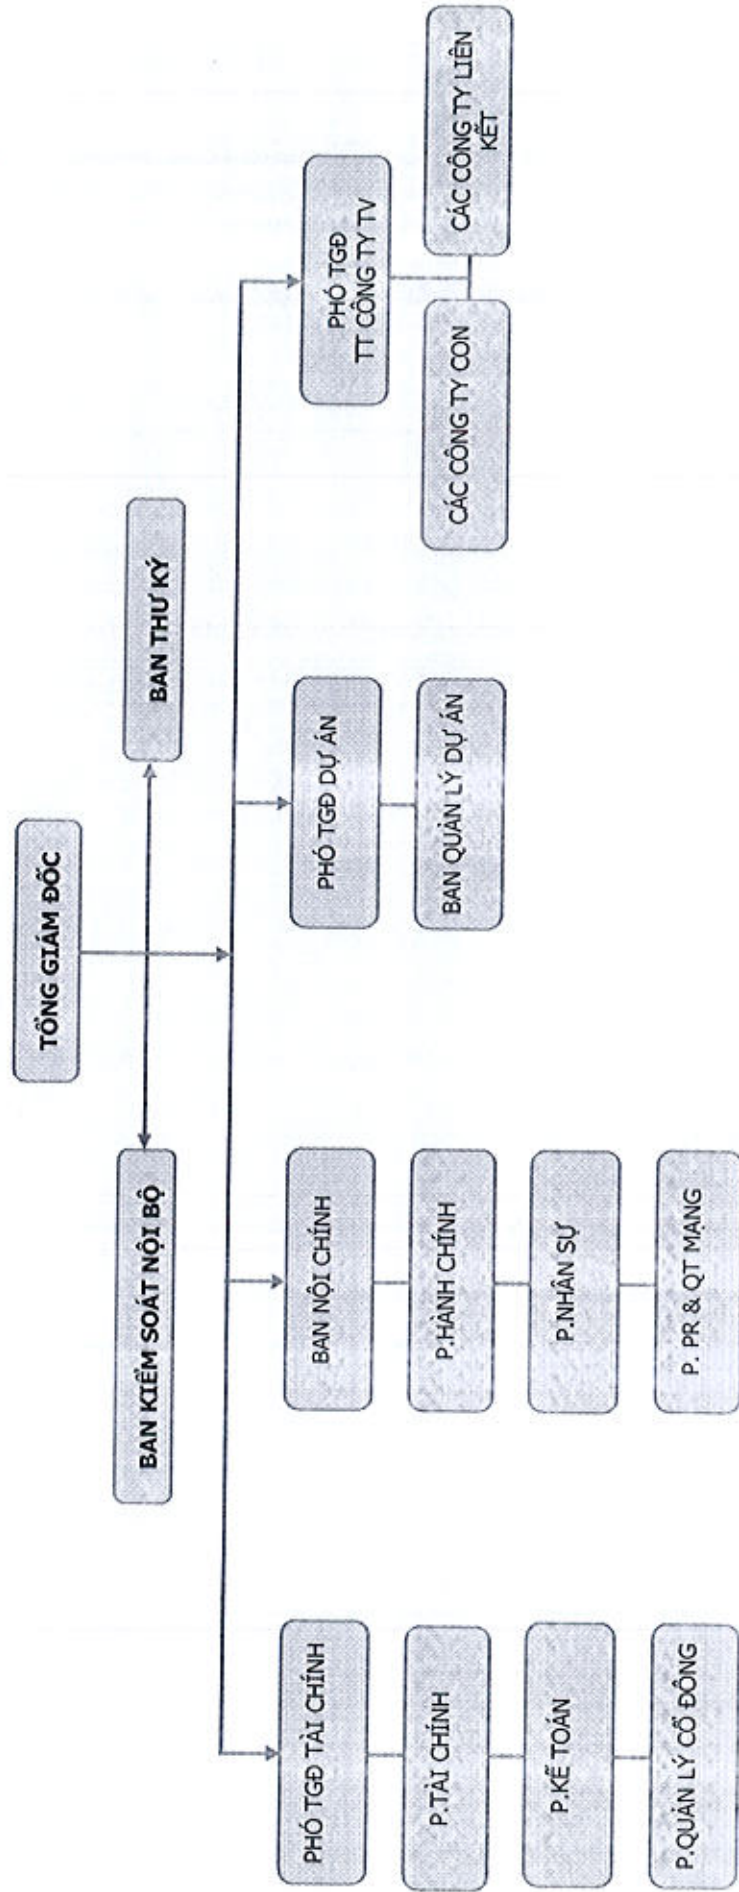 TỔNG GIÁM ĐỐC
BAN KIỂM SOÁT NỘI BỘ
BAN THƯ KÝ
PHÓ TGĐ TÀI CHÍNH
P.TÀI CHÍNH
P.KẾ TOÁN
P.QUẢN LÝ CỔ ĐÔNG
BAN NỘI CHÍNH
P.HÀNH CHÍNH
P.NHÂN SỰ
P. PR & QT MẠNG
PHÓ TGĐ DỰ ÁN
BAN QUẢN LÝ DỰ ÁN
PHÓ TGĐ
TT CÔNG TY TV
CÁC CÔNG TY CON
CÁC CÔNG TY LIÊN
KẾT